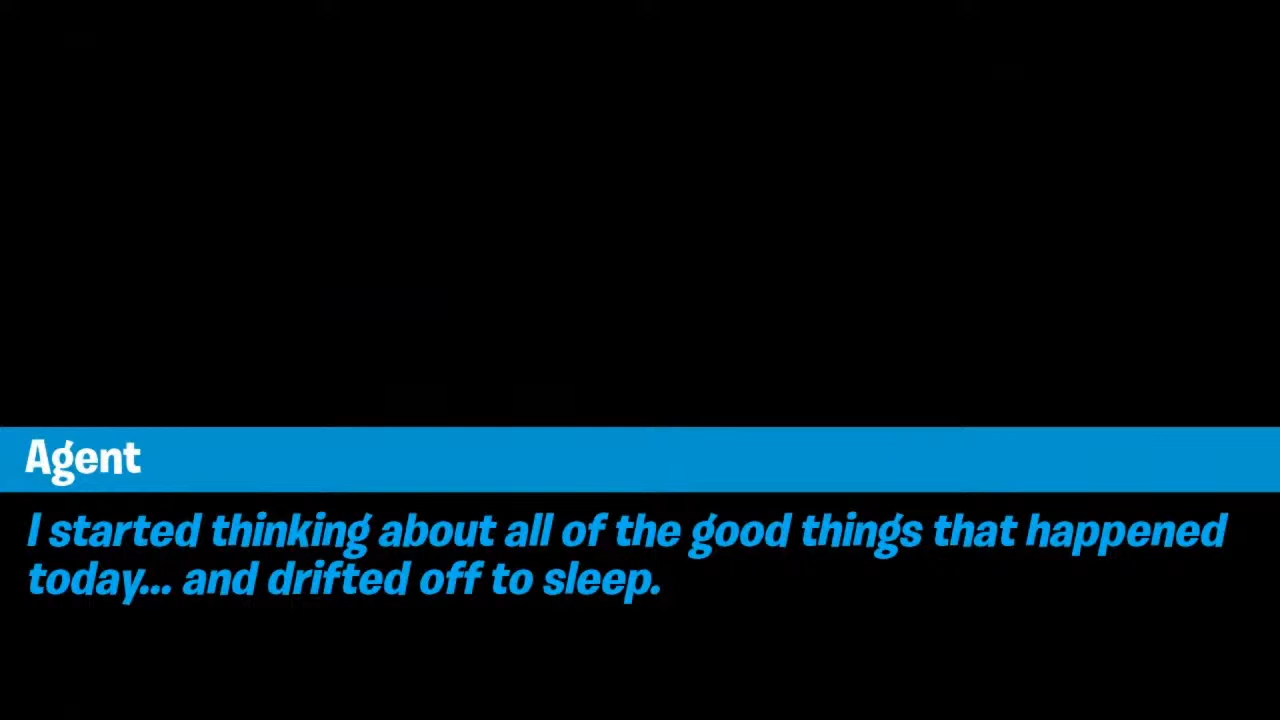 Agent
I started thinking about all of the good things that happened
today... and drifted off to sleep.